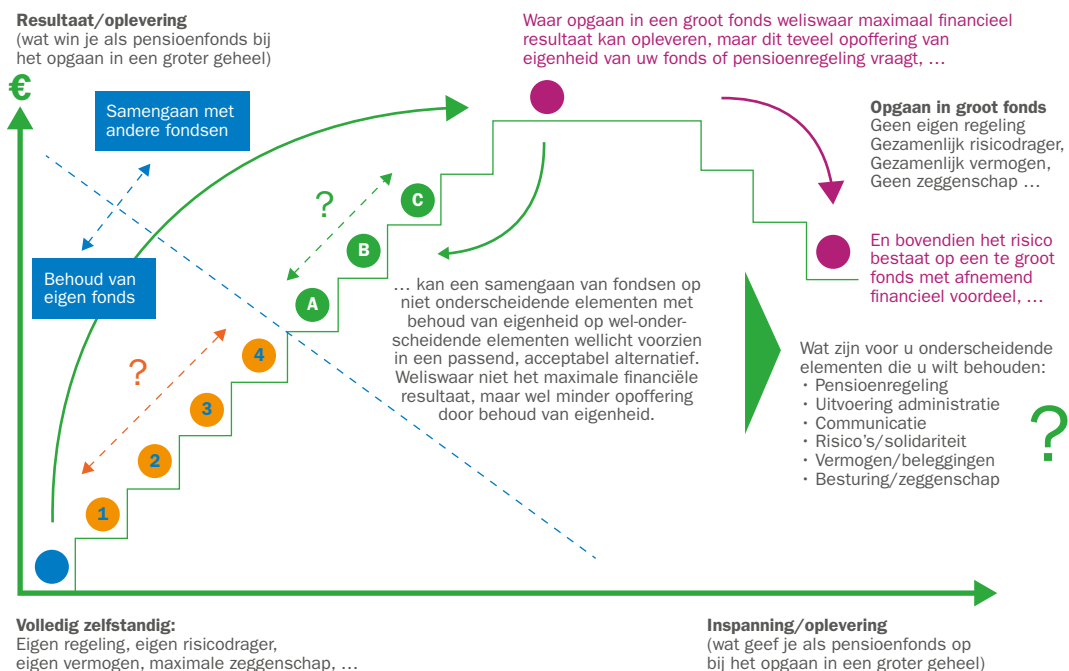 Resultaat/oplevering
(wat win je als pensioenfonds bij
het opgaan in een groter geheel)
€
Samengaan met
andere fondsen
Behoud van
eigen fonds
Waar opgaan in een groot fonds weliswaar maximaal financieel
resultaat kan opleveren, maar dit teveel opoffering van
eigenheid van uw fonds of pensioenregeling vraagt, …
Opgaan in groot fonds
Geen eigen regeling
Gezamenlijk risicodrager,
Gezamenlijk vermogen,
Geen zeggenschap …
En bovendien het risico
bestaat op een te groot
fonds met afnemend
financieel voordeel, …
?
C
B
A
?
4
3
2
1
… kan een samengaan van fondsen op
niet onderscheidende elementen met
behoud van eigenheid op wel-onder-
scheidende elementen wellicht voorzien
in een passend, acceptabel alternatief.
Weliswaar niet het maximale financiële
resultaat, maar wel minder opoffering
door behoud van eigenheid.
Wat zijn voor u onderscheidende
elementen die u wilt behouden:
· Pensioenregeling
· Uitvoering administratie
· Communicatie
· Risico's/solidariteit
· Vermogen/beleggingen
· Besturing/zeggenschap
?
Volledig zelfstandig:
Eigen regeling, eigen risicodrager,
eigen vermogen, maximale zeggenschap, …
Inspanning/oplevering
(wat geef je als pensioenfonds op
bij het opgaan in een groter geheel)